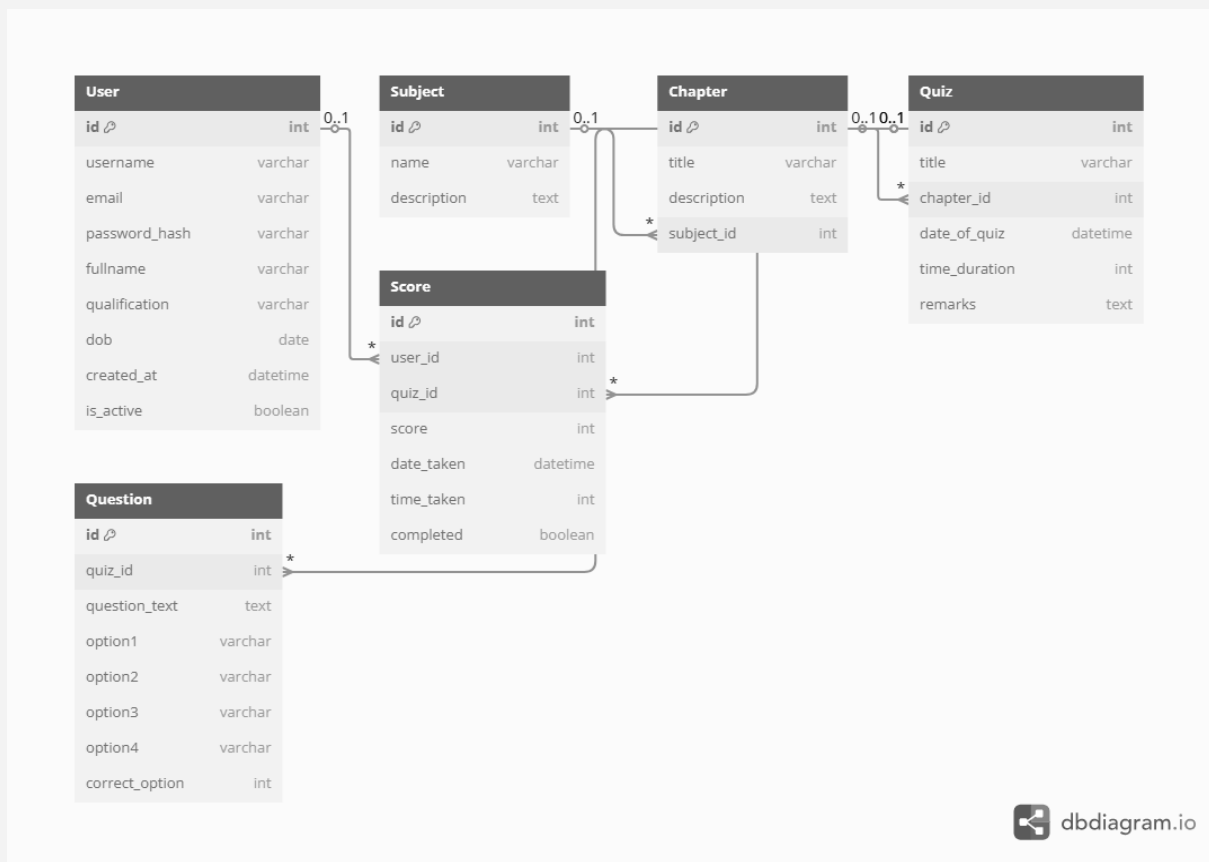 User
id int
username varchar
email varchar
password_hash varchar
fullname varchar
qualification varchar
dob date
created_at datetime
is_active boolean
0..1
*
Subject
id int
name varchar
description text
0..1
*
Chapter
id int
title varchar
description text
subject_id int
0..1 0..1
*
Quiz
id int
title varchar
chapter_id int
date_of_quiz datetime
time_duration int
remarks text
Score
id int
user_id int
quiz_id int
score int
date_taken datetime
time_taken int
completed boolean
*
Question
id int
quiz_id int
question_text text
option1 varchar
option2 varchar
option3 varchar
option4 varchar
correct_option int
*
dbdiagram.io